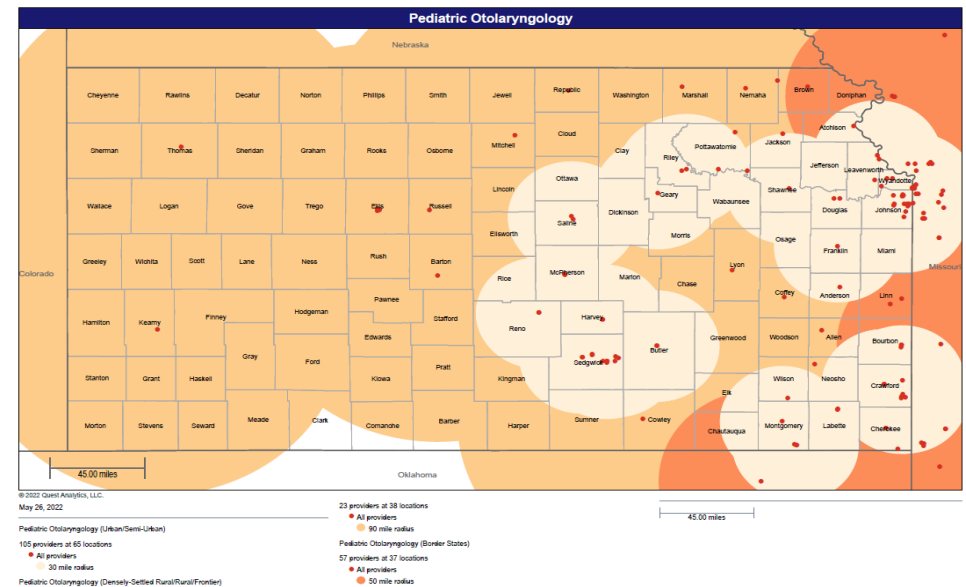 Pediatric Otolaryngology
Nebraska
Cheyenne Rawlins Decatur Norton Phillips Smith Jewell Republic Washington Marshall Nemaha Brown Doniphan
Atchison
Sherman Thomas Sheridan Graham Rooks Osborne Mitchell Cloud Clay Riley Pottawatomie Jackson Jefferson Leavenworth Wyandotte
Wallace Logan Gove Trego Ellis Russell Lincoln Ottawa Saline Dickinson Geary Wabaunsee Shawnee Douglas Johnson
Ellsworth Morris Osage Franklin Miami
Colorado
Missouri
Greeley Wichita Scott Lane Ness Rush Barton Rice McPherson Marion Chase Lyon Coffey Anderson Linn
Hamilton Kearny Finney Hodgeman Pawnee Edwards Stafford Reno Harvey Sedgwick Butler Greenwood Woodson Allen Bourbon
Stanton Grant Haskell Gray Ford Kiowa Pratt Kingman Elk Wilson Neosho Crawford
Morton Stevens Seward Meade Clark Comanche Barber Harper Sumner Cowley Chautauqua Montgomery Labette Cherokee
45.00 miles
Oklahoma
© 2022 Quest Analytics, LLC.
May 26, 2022
Pediatric Otolaryngology (Urban/Semi-Urban)
105 providers at 65 locations
All providers
30 mile radius
Pediatric Otolaryngology (Densely-Settled Rural/Rural/Frontier)
23 providers at 38 locations
All providers
90 mile radius
Pediatric Otolaryngology (Border States)
57 providers at 37 locations
All providers
50 mile radius
45.00 miles